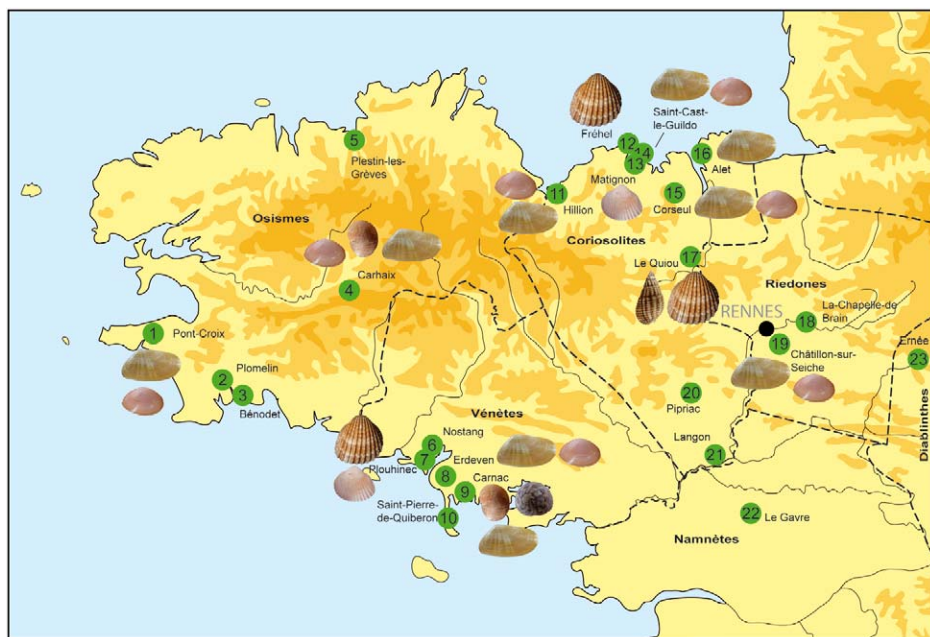 12
Saint-Cast-
le-Guildo
Fréhel
14
13
Matignon
16
Alet
5
Plestin-les-
Grèves
11
Hillion
15
Corseul
Osismes
Coriosolites
Carhaix
4
Le Quiou
17
Riedones
RENNES
La-Chapelle-de
Brain
18
1
Pont-Croix
19
Châtillon-sur-
Seiche
Ernée
23
2
Plomelin
3
Bénodet
20
Pipriac
Diablinthes
Vénètes
6
Nostang
7
Plouhinec
Erdeven
8
Carnac
9
Langon
21
Saint-Pierre-
de-Quiberon
10
22
Le Gavre
Namnètes